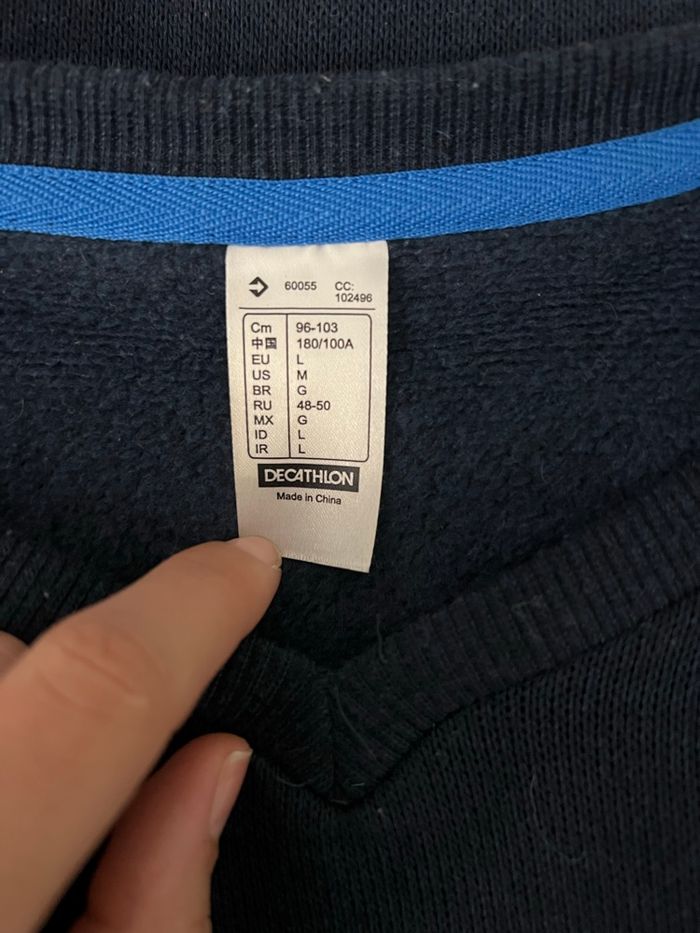 60055 CC:
102496
Cm 96-103
中国 180/100A
EU L
US M
BR G
RU 48-50
MX G
ID L
IR L
DECATHLON
Made in China